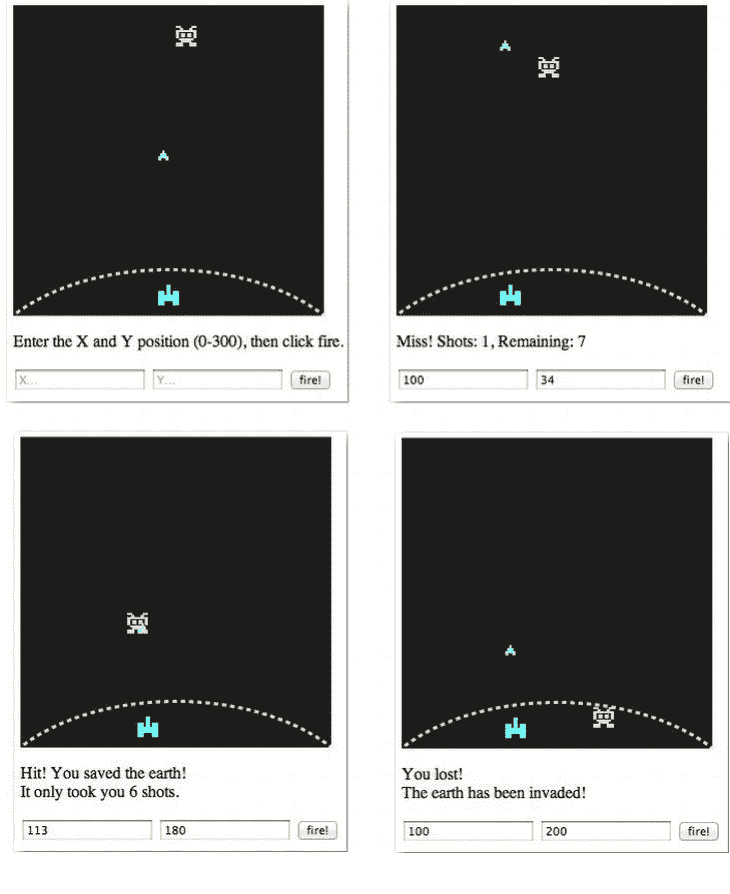 Enter the X and Y position (0-300), then click fire.
X...
Y...
fire!
Miss! Shots: 1, Remaining: 7
100
34
fire!
Hit! You saved the earth!
It only took you 6 shots.
113
180
fire!
You lost!
The earth has been invaded!
100
200
fire!